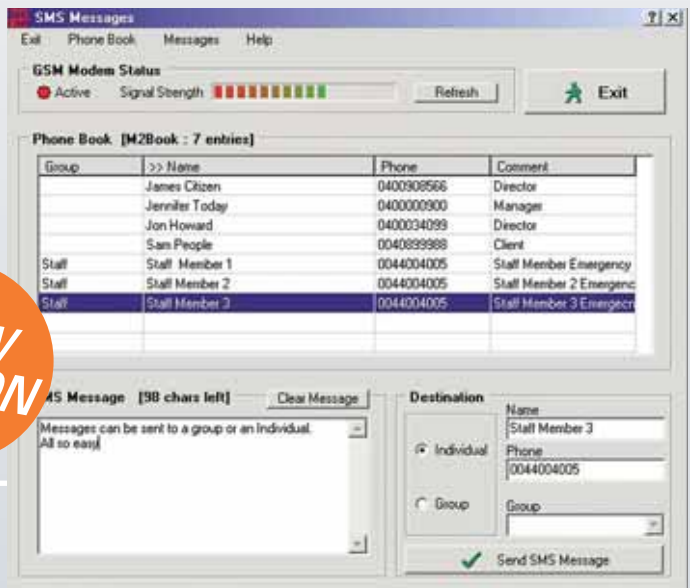 SMS Messages
Exit Phone Book Messages Help
GSM Modem Status
Active Signal Strength Refresh Exit
Phone Book [M2Book : 7 entries]
Group >> Name Phone Comment
James Citizen 0400908566 Director
Jennifer Today 0400000900 Manager
Jon Howard 0400034099 Director
Sam People 0040899988 Client
Staff Staff Member 1 0044004005 Staff Member Emergency
Staff Staff Member 2 0044004005 Staff Member 2 Emergenc
Staff Staff Member 3 0044004005 Staff Member 3 Emergecn
ON
MS Message [98 chars left] Clear Message Destination
Messages can be sent to a group or an Individual.
All so easy
Name
Staff Member 3
Individual Phone
0044004005
Group Group
Send SMS Message